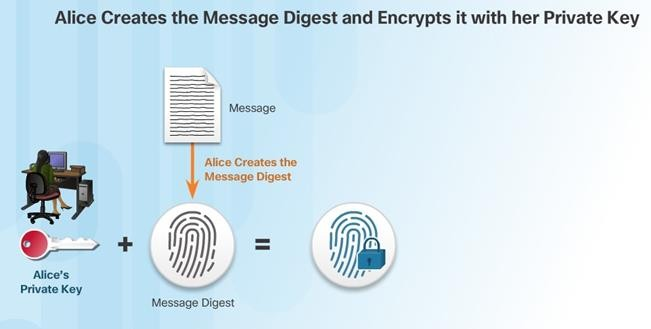 Alice Creates the Message Digest and Encrypts it with her Private Key
Message
Alice Creates the
Message Digest
+
=
Alice's
Private Key
Message Digest